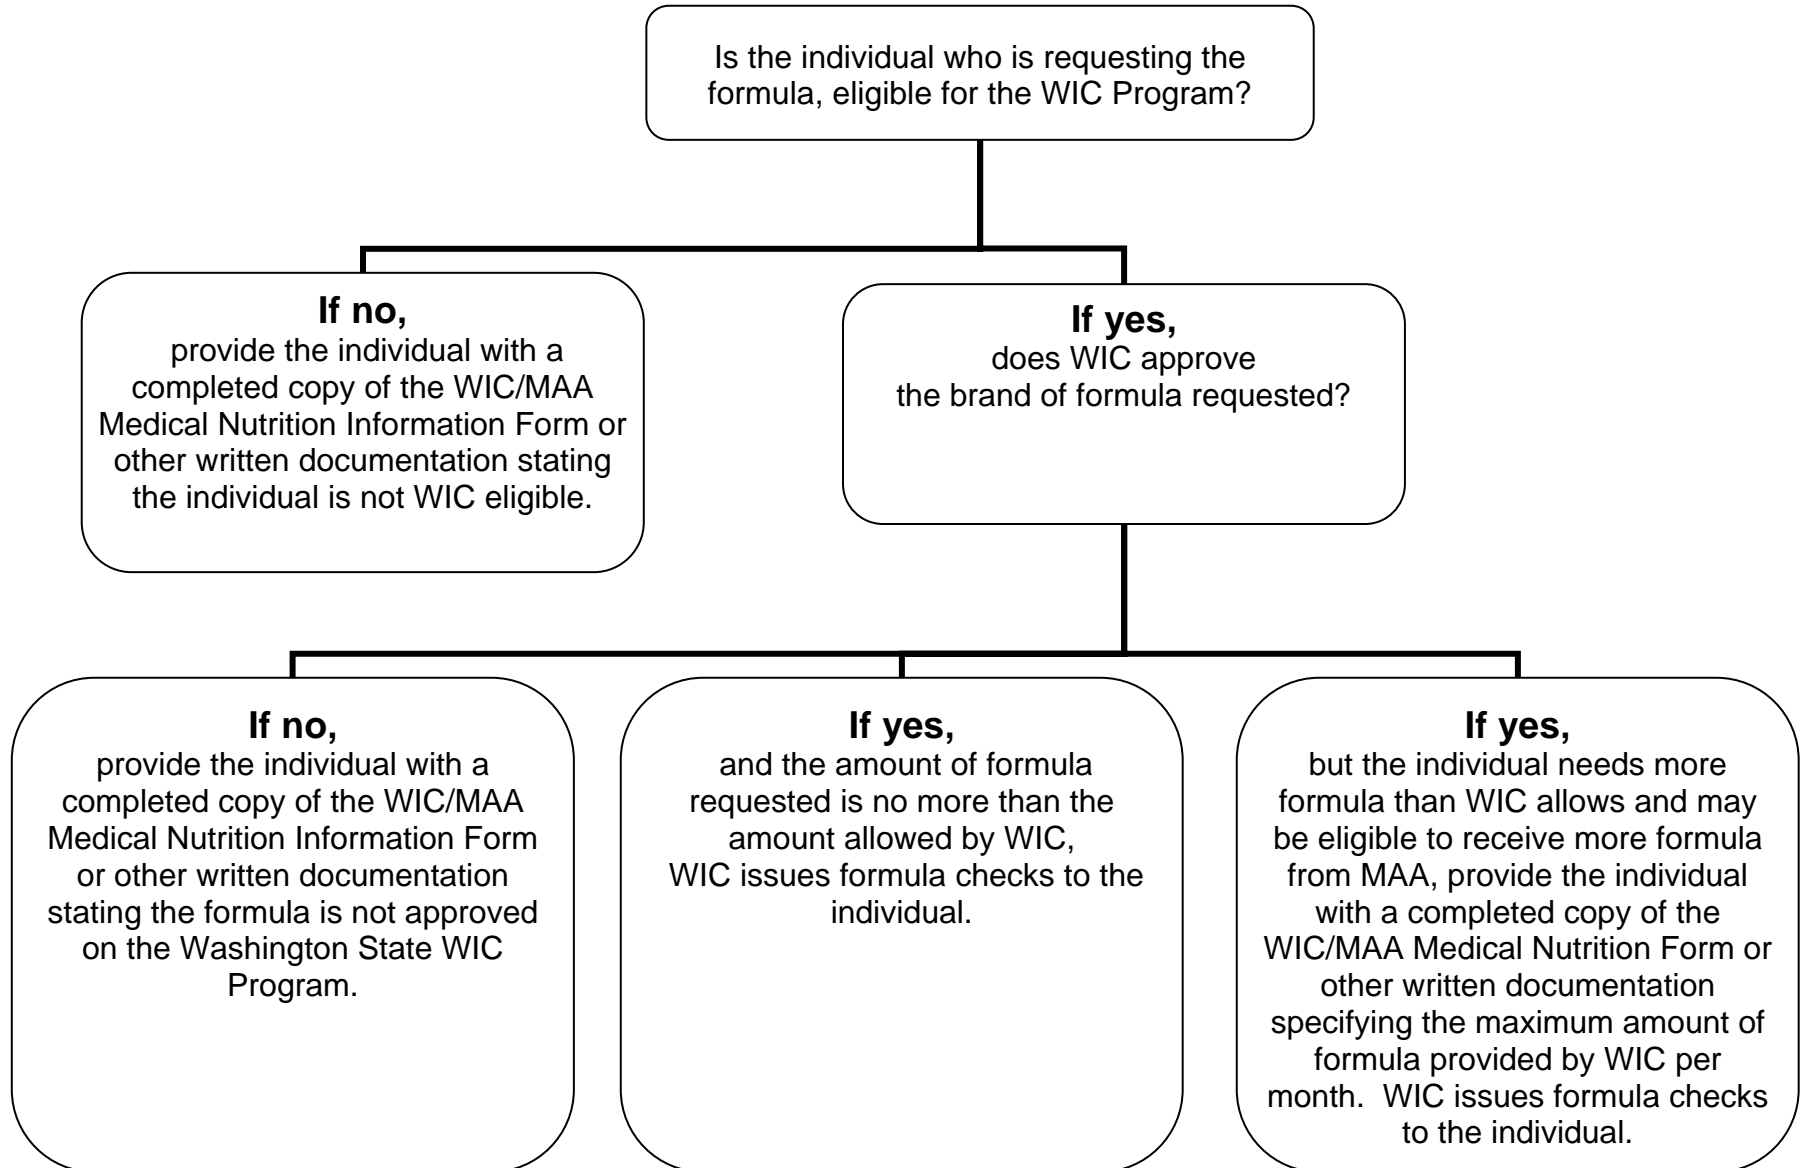 Is the individual who is requesting the
formula, eligible for the WIC Program?
If no,
provide the individual with a
completed copy of the WIC/MAA
Medical Nutrition Information Form or
other written documentation stating
the individual is not WIC eligible.
If yes,
does WIC approve
the brand of formula requested?
If no,
provide the individual with a
completed copy of the WIC/MAA
Medical Nutrition Information Form
or other written documentation
stating the formula is not approved
on the Washington State WIC
Program.
If yes,
and the amount of formula
requested is no more than the
amount allowed by WIC,
WIC issues formula checks to the
individual.
If yes,
but the individual needs more
formula than WIC allows and may
be eligible to receive more formula
from MAA, provide the individual
with a completed copy of the
WIC/MAA Medical Nutrition Form or
other written documentation
specifying the maximum amount of
formula provided by WIC per
month.  WIC issues formula checks
to the individual.